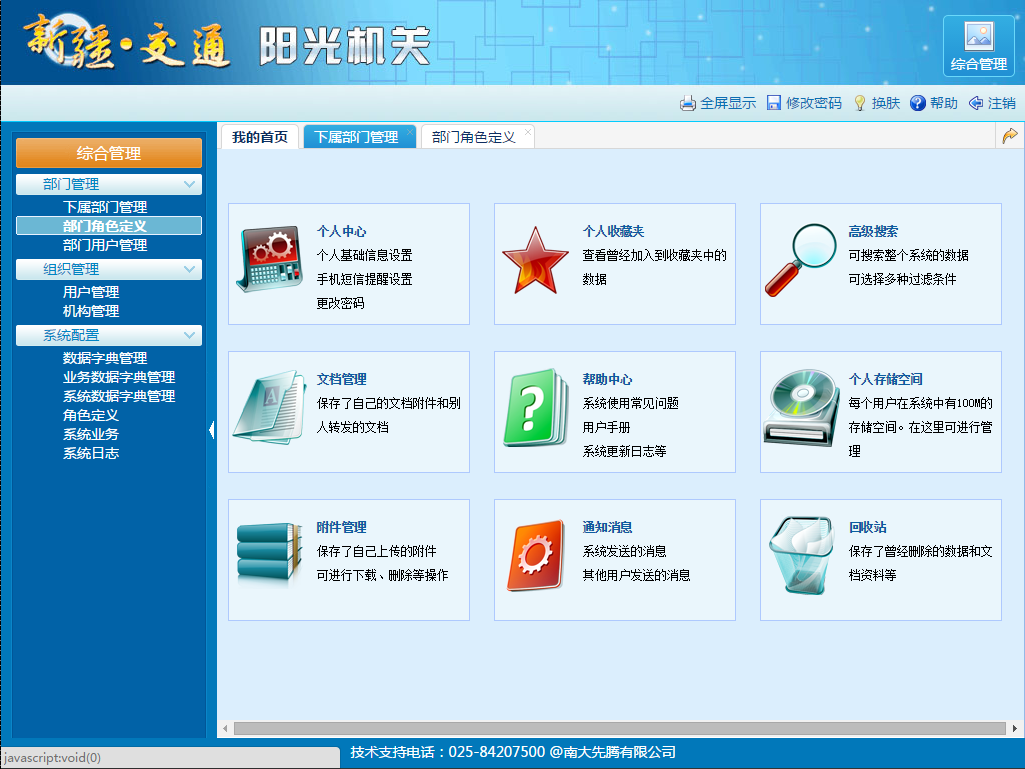 新疆·交通 阳光机关
综合管理
全屏显示 修改密码 换肤 帮助 注销
综合管理
部门管理
下属部门管理
部门角色定义
部门用户管理
组织管理
用户管理
机构管理
系统配置
数据字典管理
业务数据字典管理
系统数据字典管理
角色定义
系统业务
系统日志
我的首页 下属部门管理 部门角色定义
个人中心
个人基础信息设置
手机短信提醒设置
更改密码
个人收藏夹
查看曾经加入到收藏夹中的
数据
高级搜索
可搜索整个系统的数据
可选择多种过滤条件
文档管理
保存了自己的文档附件和别
人转发的文档
帮助中心
系统使用常见问题
用户手册
系统更新日志等
个人存储空间
每个用户在系统中有100M的
存储空间。在这里可进行管
理
附件管理
保存了自己上传的附件
可进行下载、删除等操作
通知消息
系统发送的消息
其他用户发送的消息
回收站
保存了曾经删除的数据和文
档资料等
javascript:void(0)
技术支持电话：025-84207500 @南大先腾有限公司